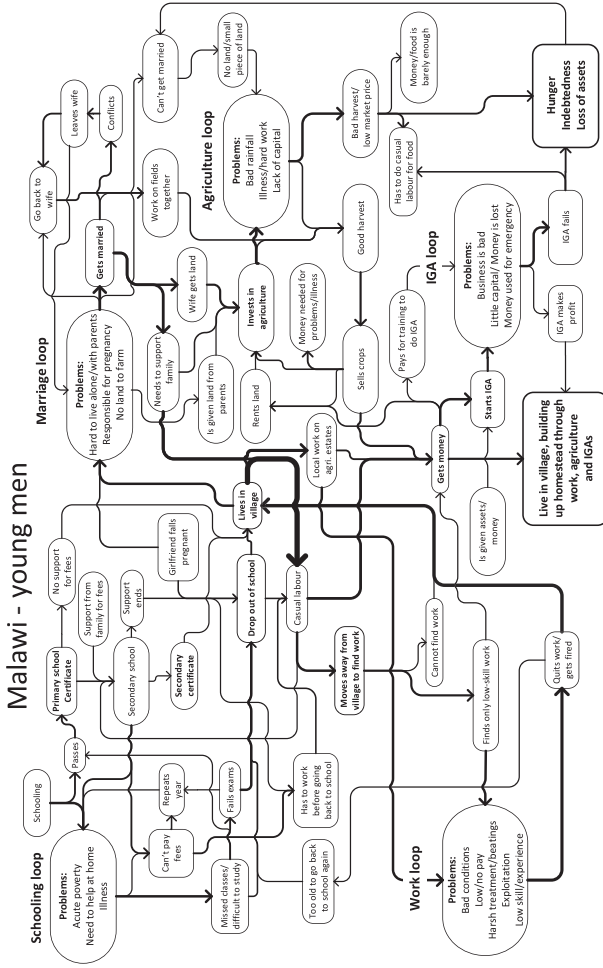 Malawi - young men
Schooling loop
Schooling
Problems:
Acute poverty
Need to help at home
Illness
Passes
Primary school
Certificate
No support
for fees
Support from
family for fees
Secondary school
Support
ends
Secondary
certificate
Girlfriend falls
pregnant
Can't pay
fees
Repeats
year
Fails exams
Missed classes/
difficult to study
Drop out of school
Has to work
before going
back to school
Too old to go back
to school again
Casual labour
Moves away from
village to find work
Cannot find work
Finds only low-skill work
Quits work/
gets fired
Work loop
Problems:
Bad conditions
Low/no pay
Harsh treatment/beatings
Exploitation
Low skill/experience
Marriage loop
Problems:
Hard to live alone/with parents
Responsible for pregnancy
No land to farm
Gets married
Go back to
wife
Leaves wife
Conflicts
Can't get married
No land/small
piece of land
Work on fields
together
Needs to support
family
Wife gets land
Is given land from
parents
Lives in
village
Local work on
agri. estates
Rents land
Invests in
agriculture
Money needed for
problems/illness
Agriculture loop
Problems:
Bad rainfall
Illness/hard work
Lack of capital
Good harvest
Sells crops
Bad harvest/
low market price
Money/food is
barely enough
Has to do casual
labour for food
Pays for training to
do IGA
Gets money
Is given assets/
money
Starts IGA
IGA loop
Problems:
Business is bad
Little capital/ Money is lost
Money used for emergency
IGA makes
profit
IGA fails
Hunger
Indebtedness
Loss of assets
Live in village, building
up homestead through
work, agriculture
and IGAs